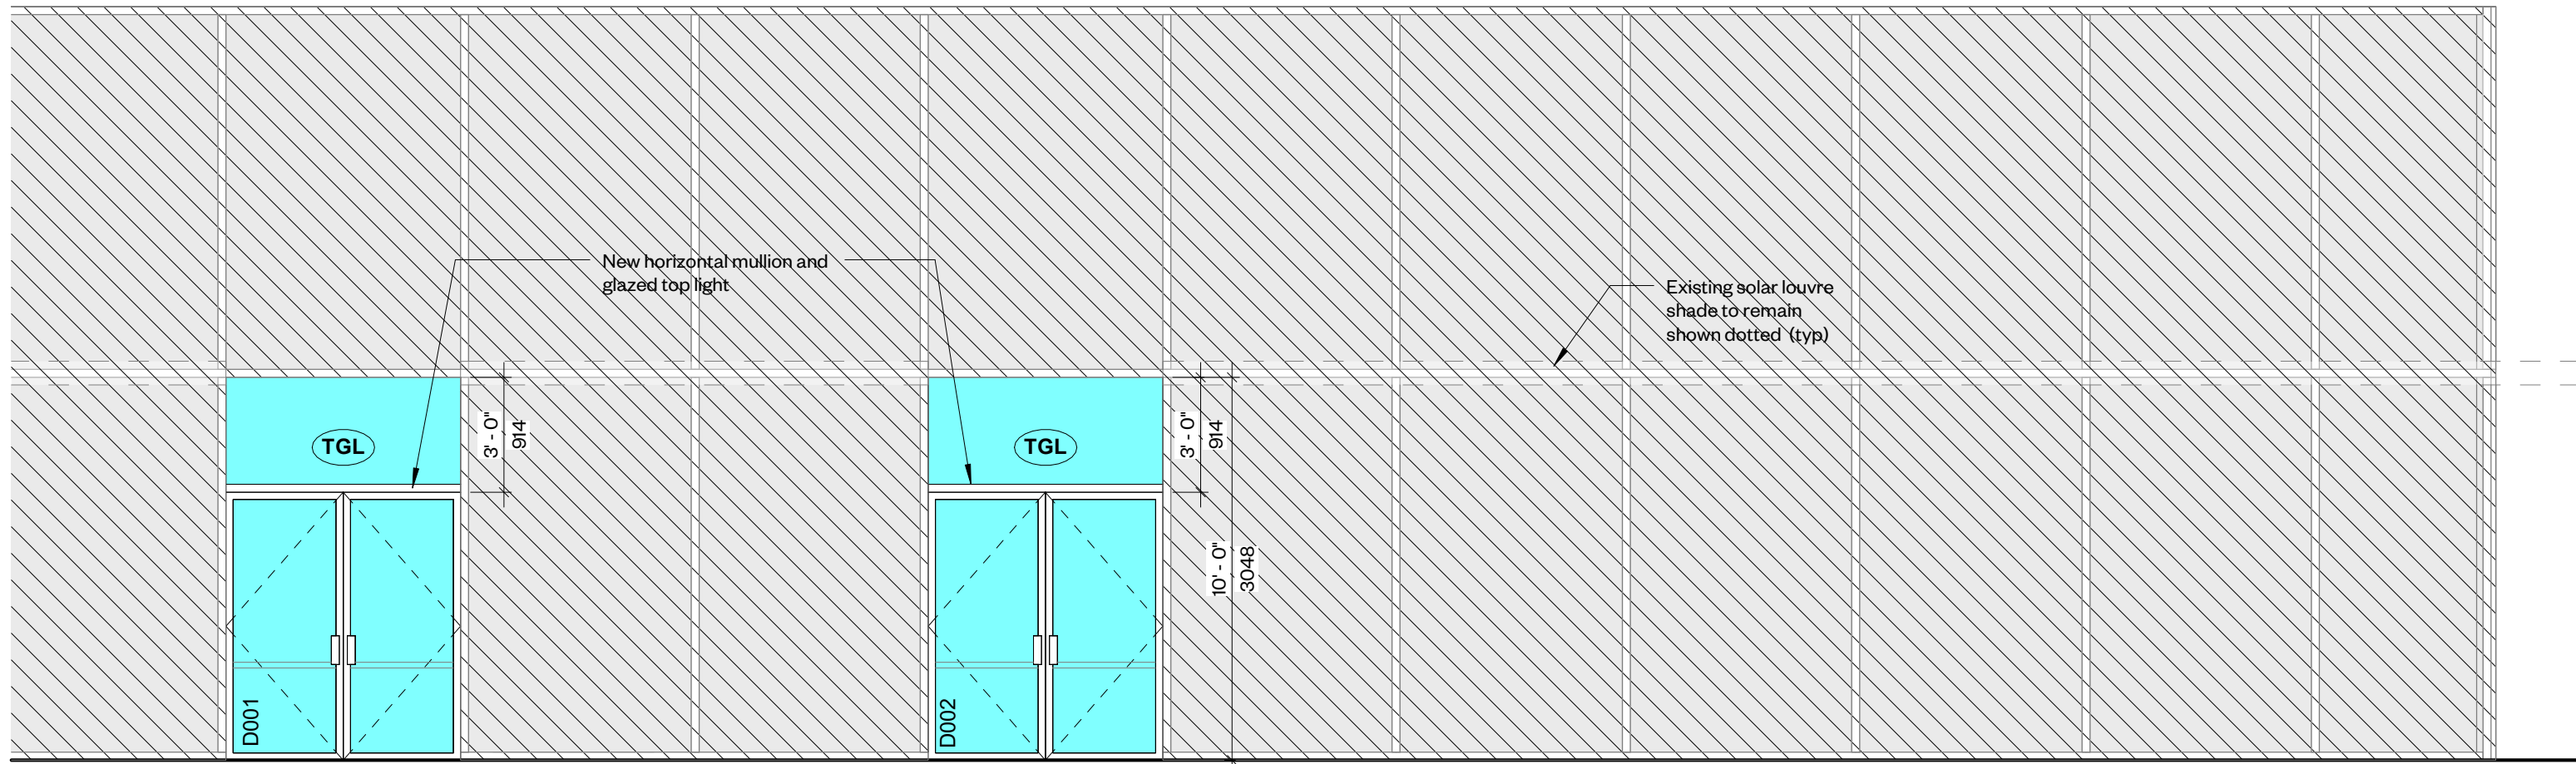 New horizontal mullion and
glazed top light
Existing solar louvre
shade to remain
shown dotted (typ)
TGL
3' - 0"
914
TGL
3' - 0"
914
10' - 0"
3048
D001
D002